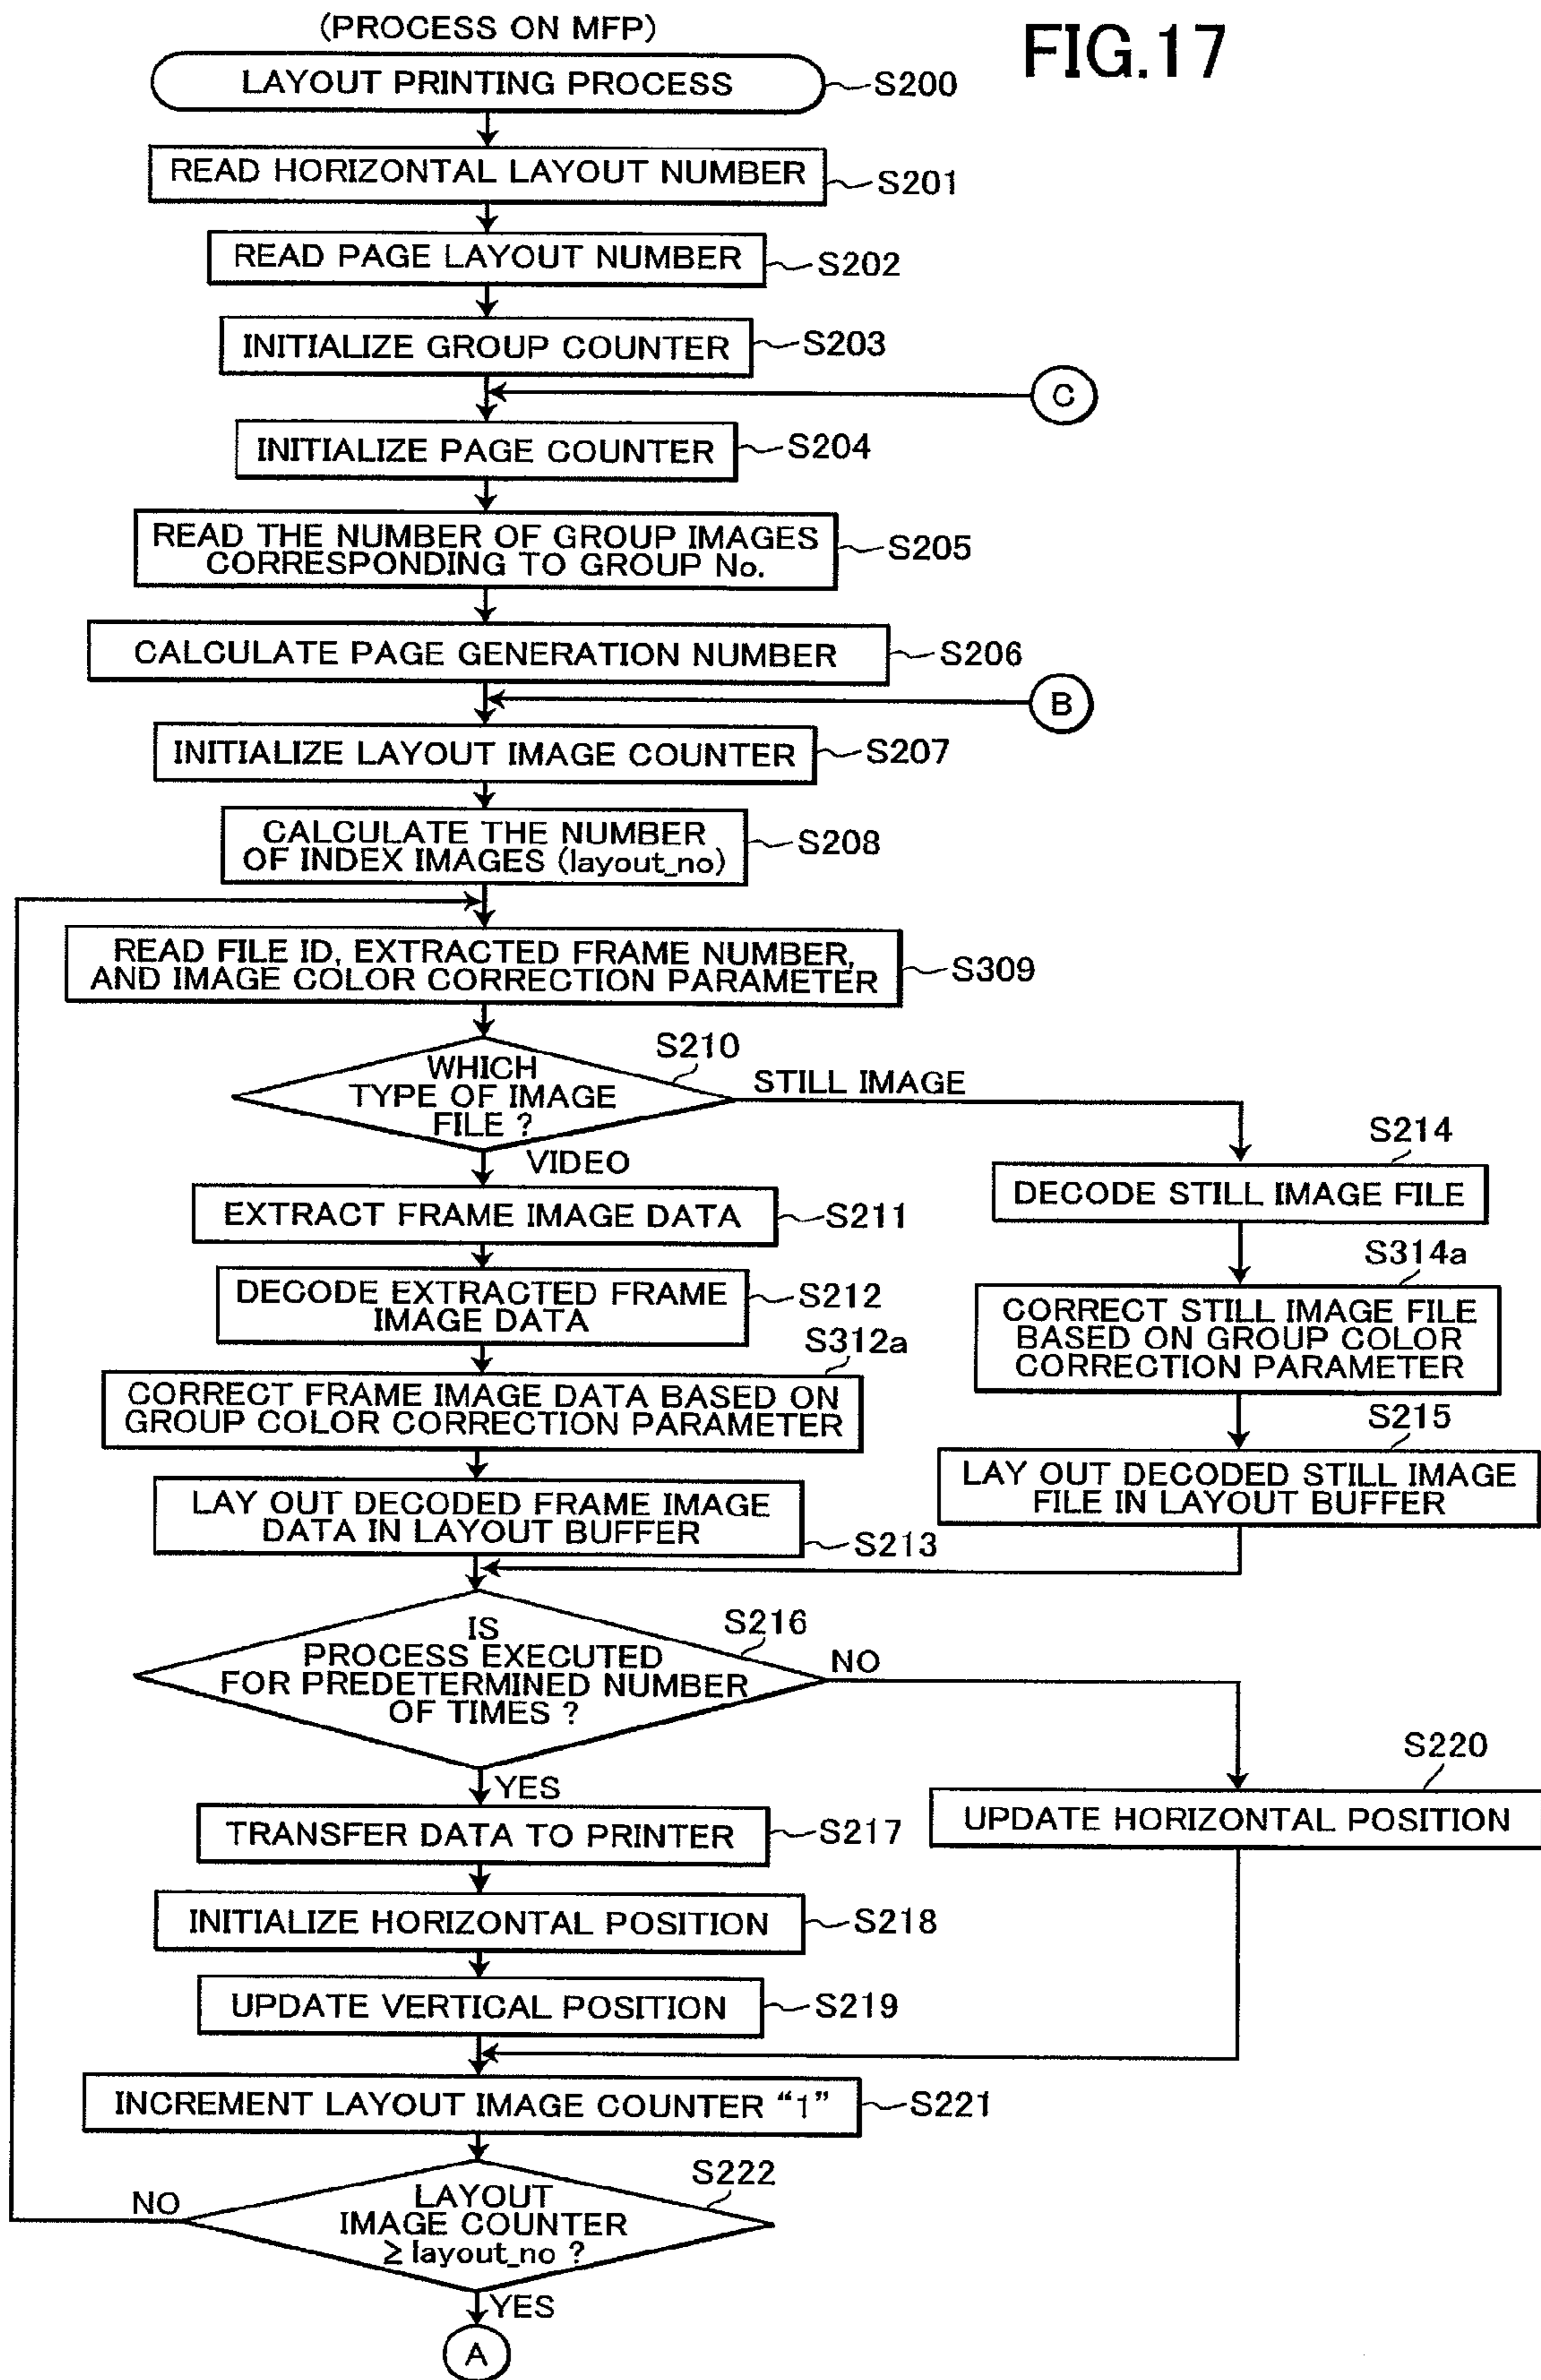 (PROCESS ON MFP)
FIG.17
LAYOUT PRINTING PROCESS
S200
READ HORIZONTAL LAYOUT NUMBER
S201
READ PAGE LAYOUT NUMBER
S202
INITIALIZE GROUP COUNTER
S203
C
INITIALIZE PAGE COUNTER
S204
READ THE NUMBER OF GROUP IMAGES
CORRESPONDING TO GROUP No.
S205
CALCULATE PAGE GENERATION NUMBER
S206
B
INITIALIZE LAYOUT IMAGE COUNTER
S207
CALCULATE THE NUMBER
OF INDEX IMAGES (layout_no)
S208
READ FILE ID, EXTRACTED FRAME NUMBER,
AND IMAGE COLOR CORRECTION PARAMETER
S309
S210
WHICH
TYPE OF IMAGE
FILE ?
STILL IMAGE
VIDEO
S214
DECODE STILL IMAGE FILE
EXTRACT FRAME IMAGE DATA
S211
S314a
DECODE EXTRACTED FRAME
IMAGE DATA
S212
CORRECT STILL IMAGE FILE
BASED ON GROUP COLOR
CORRECTION PARAMETER
S312a
CORRECT FRAME IMAGE DATA BASED ON
GROUP COLOR CORRECTION PARAMETER
S215
LAY OUT DECODED STILL IMAGE
FILE IN LAYOUT BUFFER
LAY OUT DECODED FRAME IMAGE
DATA IN LAYOUT BUFFER
S213
S216
IS
PROCESS EXECUTED
FOR PREDETERMINED NUMBER
OF TIMES ?
NO
YES
S220
UPDATE HORIZONTAL POSITION
TRANSFER DATA TO PRINTER
S217
INITIALIZE HORIZONTAL POSITION
S218
UPDATE VERTICAL POSITION
S219
INCREMENT LAYOUT IMAGE COUNTER “1”
S221
S222
NO
LAYOUT
IMAGE COUNTER
≥ layout_no ?
YES
A